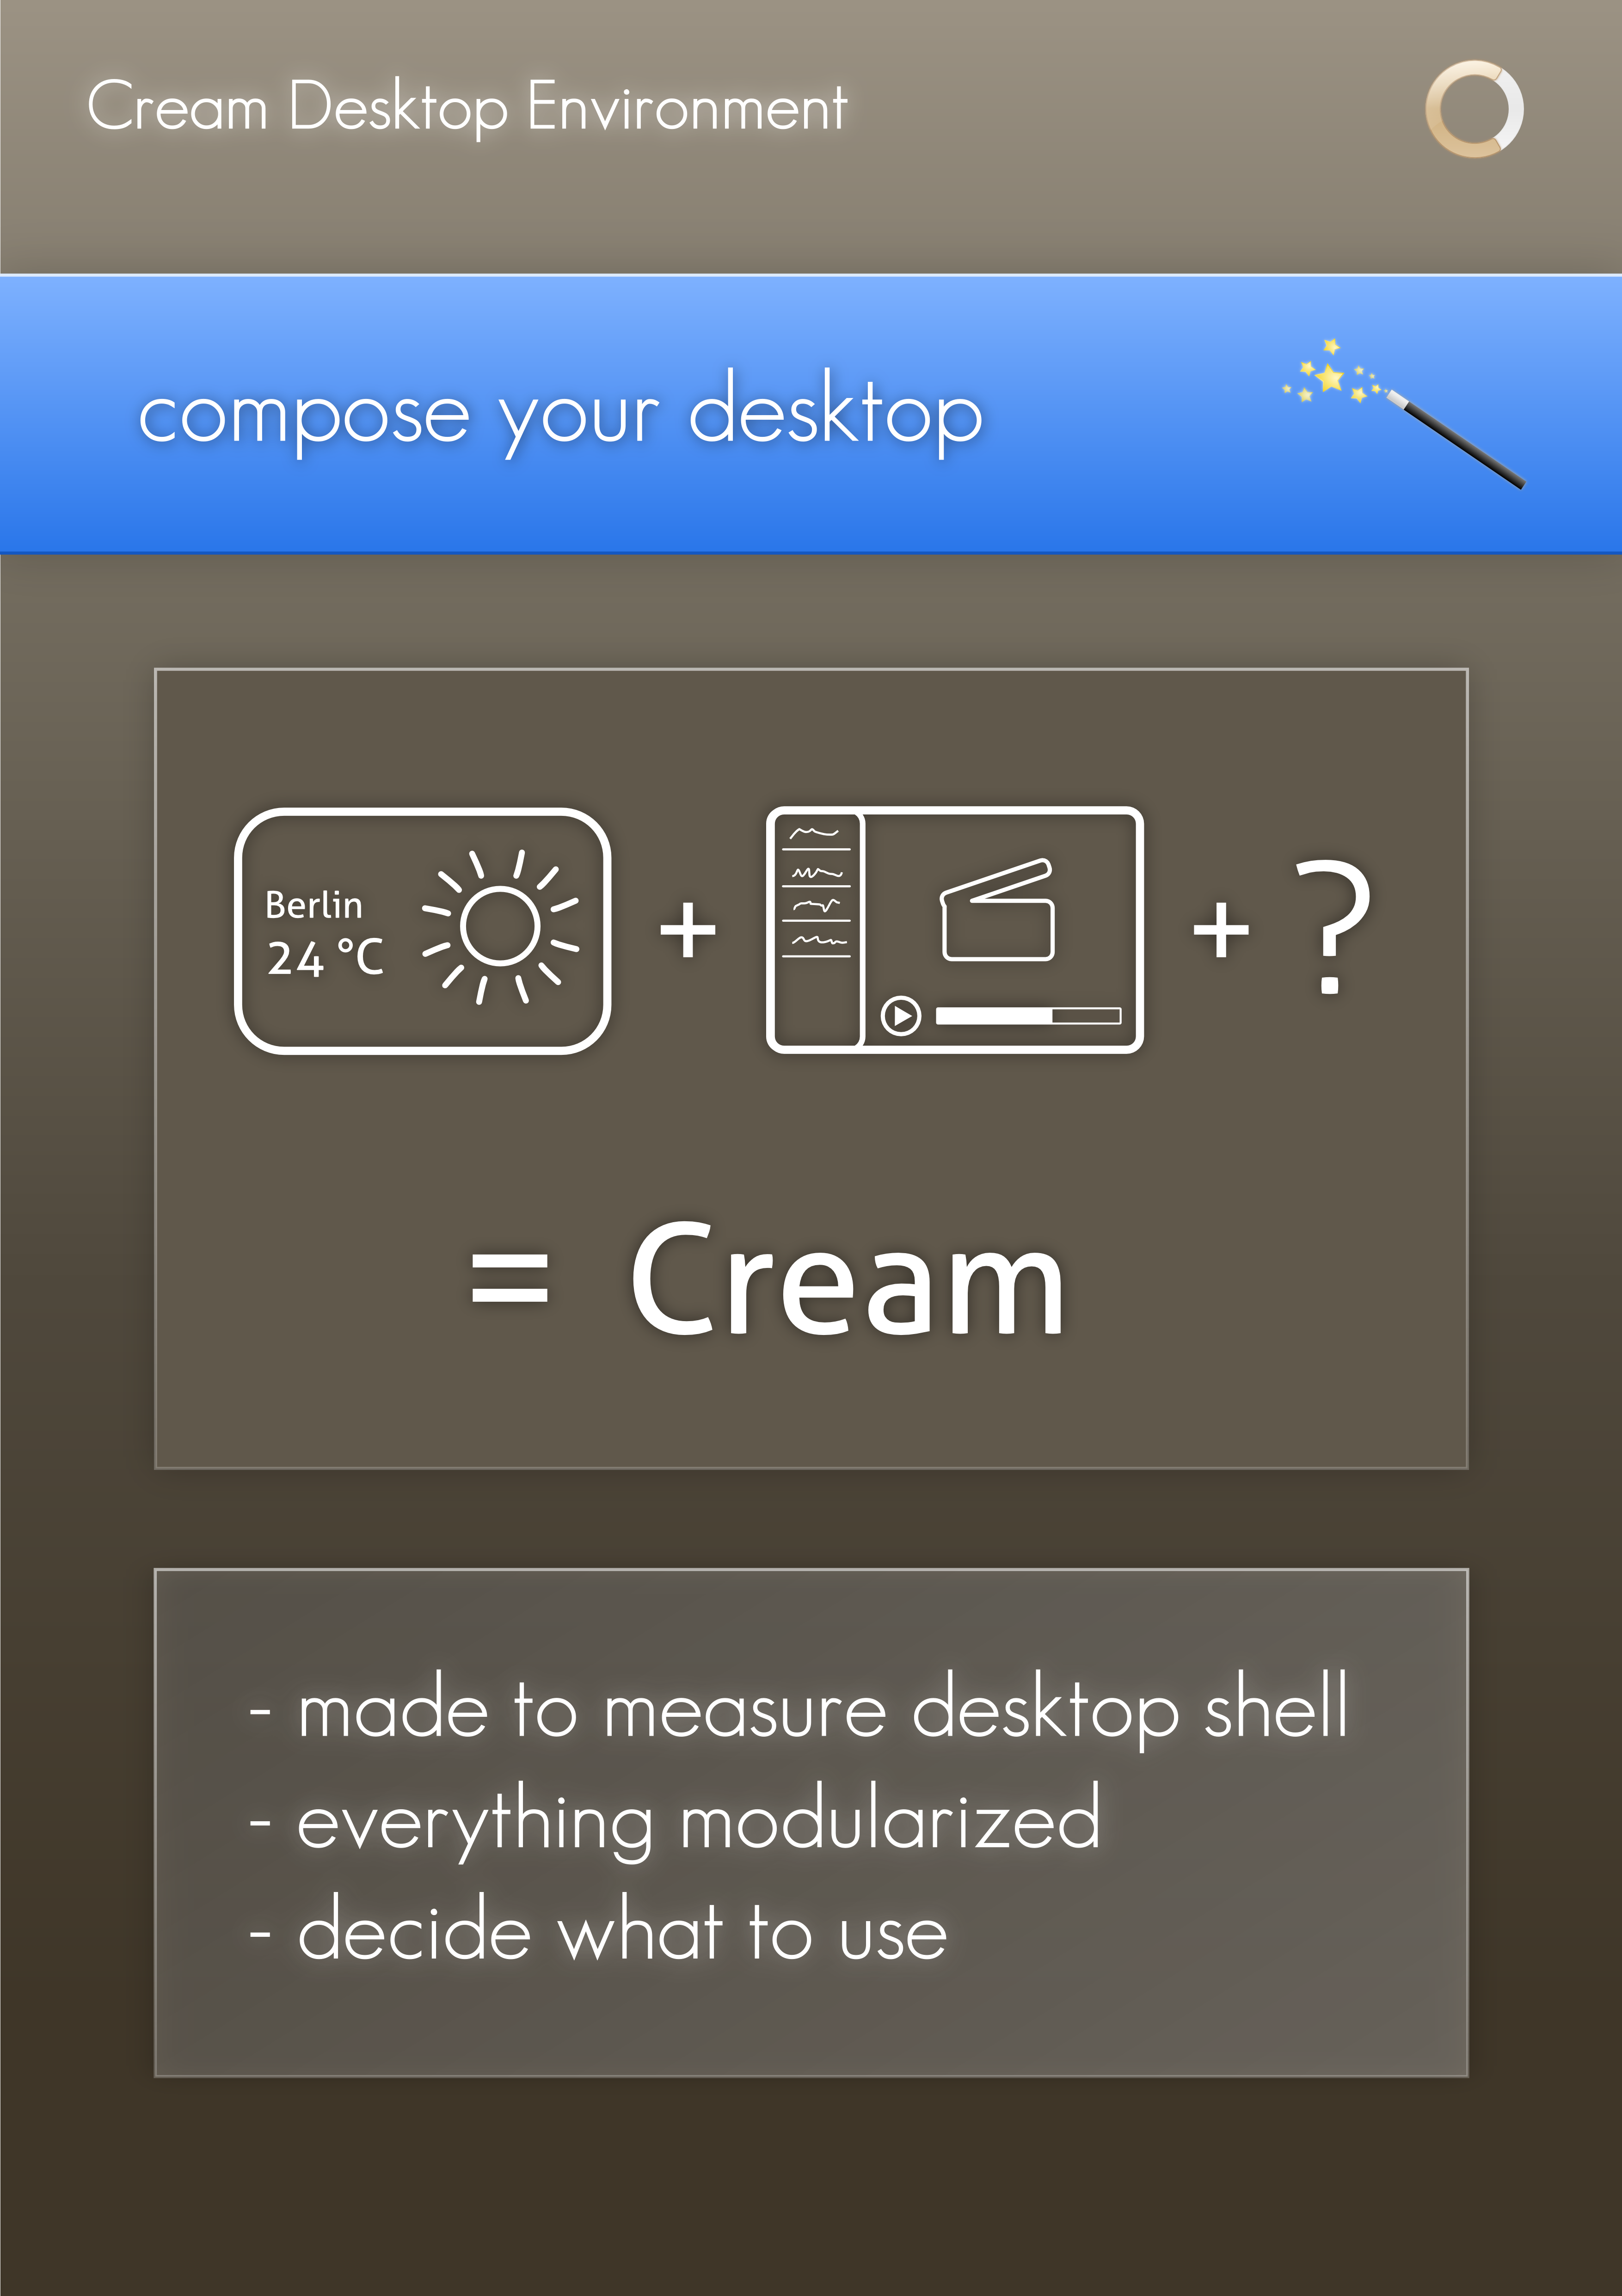 Cream Desktop Environment
compose your desktop
Berlin
24 °C
+ + ?
= Cream
- made to measure desktop shell
- everything modularized
- decide what to use